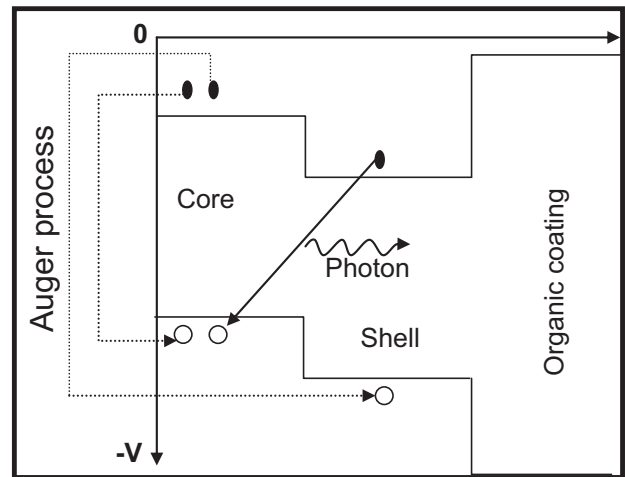 0
Auger process
Core
Photon
Shell
Organic coating
-V